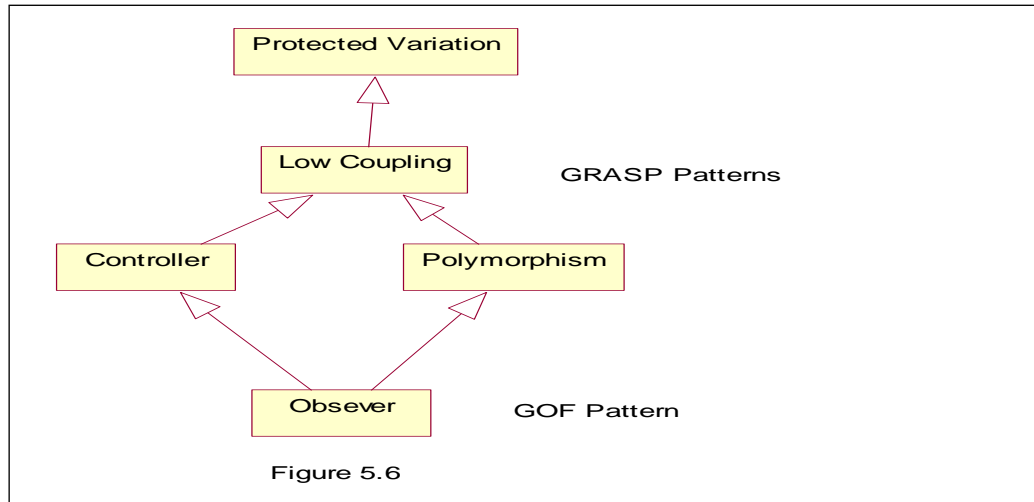 Protected Variation
Low Coupling
GRASP Patterns
Controller
Polymorphism
Obsever
GOF Pattern
Figure 5.6